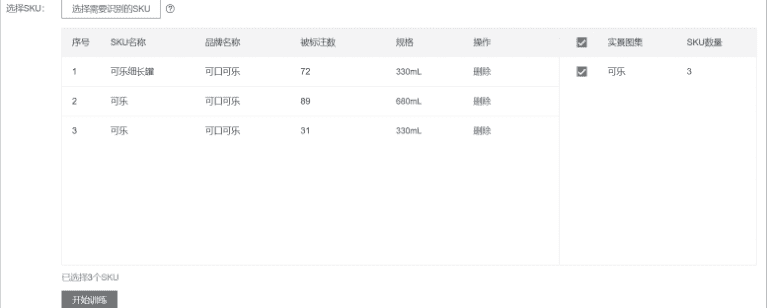 选择SKU： 选择需要识别的SKU ?
序号 SKU名称 品牌名称 被标注数 规格 操作 实景图集 SKU数量
1 可乐细长罐 可口可乐 72 330mL 删除 可乐 3
2 可乐 可口可乐 89 680mL 删除
3 可乐 可口可乐 31 330mL 删除
已选择3个SKU
开始训练